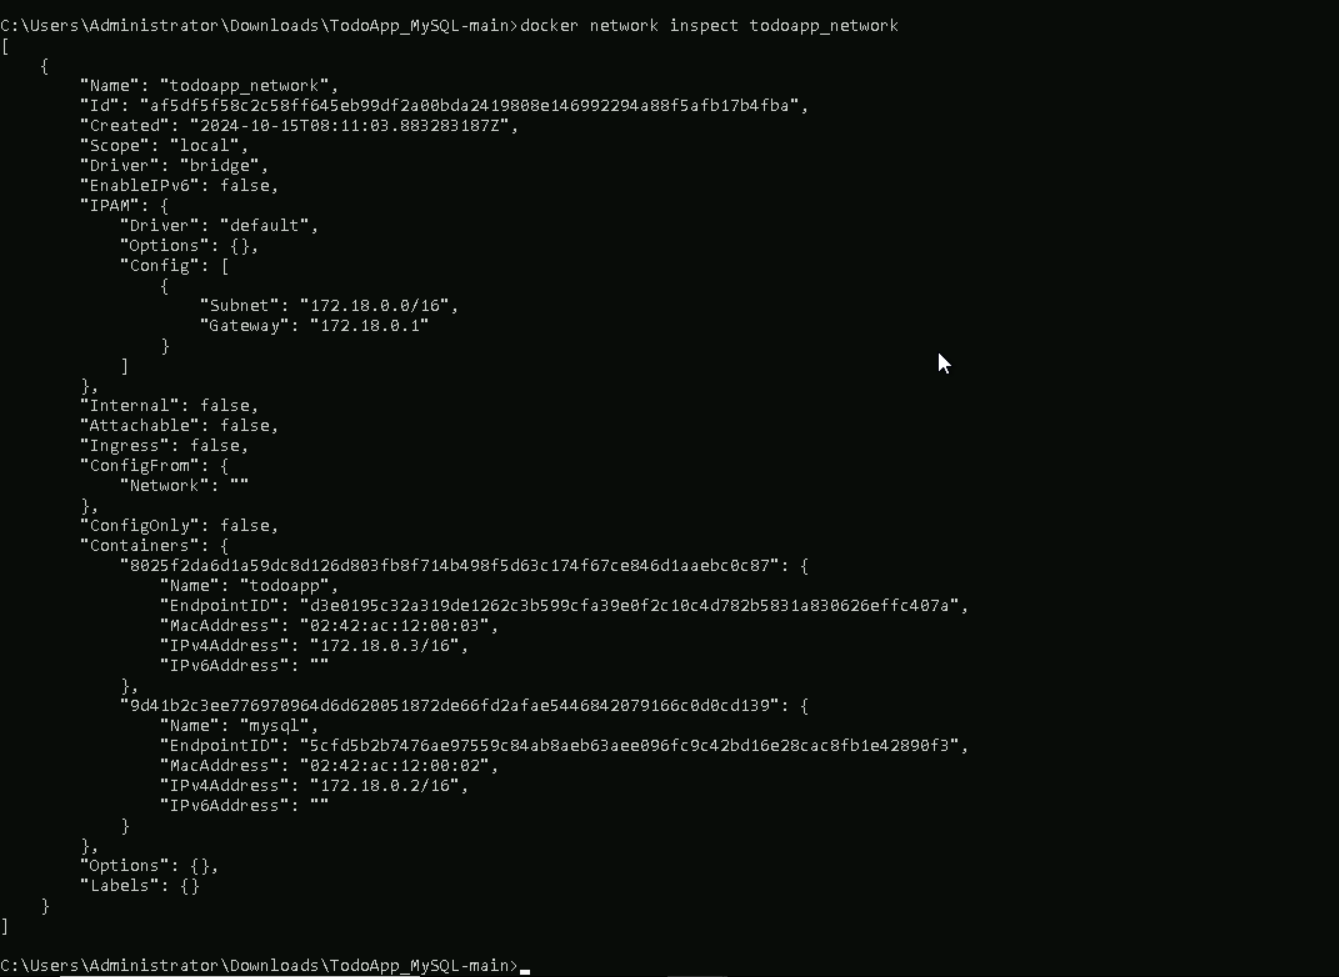 C:\Users\Administrator\Downloads\TodoApp_MySQL-main>docker network inspect todoapp_network
[
    {
        "Name": "todoapp_network",
        "Id": "af5df5f58c2c58ff645eb99df2a00bda2419808e146992294a88f5afb17b4fba",
        "Created": "2024-10-15T08:11:03.883283187Z",
        "Scope": "local",
        "Driver": "bridge",
        "EnableIPv6": false,
        "IPAM": {
            "Driver": "default",
            "Options": {},
            "Config": [
                {
                    "Subnet": "172.18.0.0/16",
                    "Gateway": "172.18.0.1"
                }
            ]
        },
        "Internal": false,
        "Attachable": false,
        "Ingress": false,
        "ConfigFrom": {
            "Network": ""
        },
        "ConfigOnly": false,
        "Containers": {
            "8025f2da6d1a59dc8d126d803fb8f714b498f5d63c174f67ce846d1aaebc0c87": {
                "Name": "todoapp",
                "EndpointID": "d3e0195c32a319de1262c3b599cfa39e0f2c10c4d782b5831a830626effc407a",
                "MacAddress": "02:42:ac:12:00:03",
                "IPv4Address": "172.18.0.3/16",
                "IPv6Address": ""
            },
            "9d41b2c3ee776970964d6d620051872de66fd2afae5446842079166c0d0cd139": {
                "Name": "mysql",
                "EndpointID": "5cfd5b2b7476ae97559c84ab8aeb63aee096fc9c42bd16e28cac8fb1e42890f3",
                "MacAddress": "02:42:ac:12:00:02",
                "IPv4Address": "172.18.0.2/16",
                "IPv6Address": ""
            }
        },
        "Options": {},
        "Labels": {}
    }
]
C:\Users\Administrator\Downloads\TodoApp_MySQL-main>